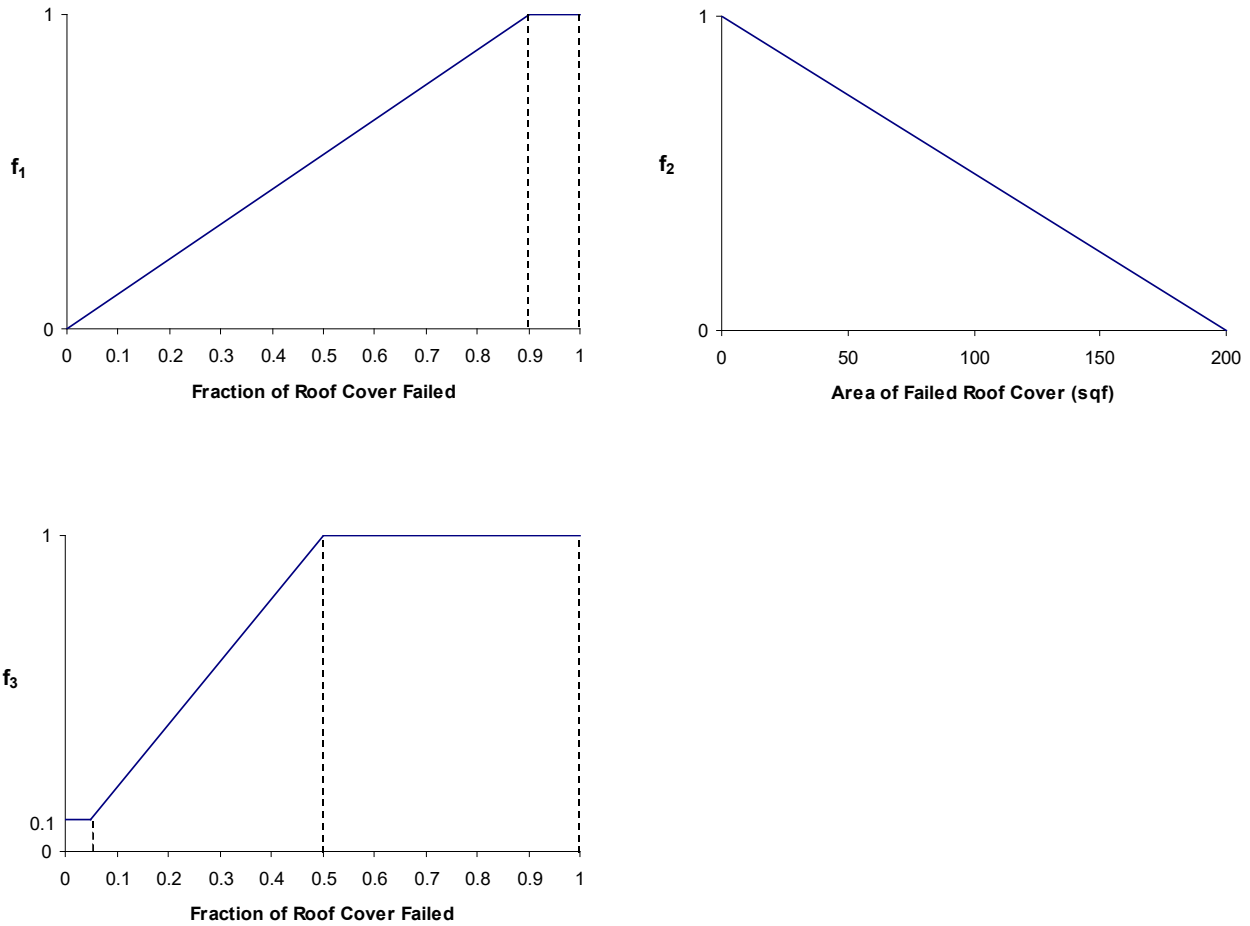 1
f1
0
0 0.1 0.2 0.3 0.4 0.5 0.6 0.7 0.8 0.9 1
Fraction of Roof Cover Failed
1
f2
0
0 50 100 150 200
Area of Failed Roof Cover (sqf)
1
f3
0.1
0
0 0.1 0.2 0.3 0.4 0.5 0.6 0.7 0.8 0.9 1
Fraction of Roof Cover Failed